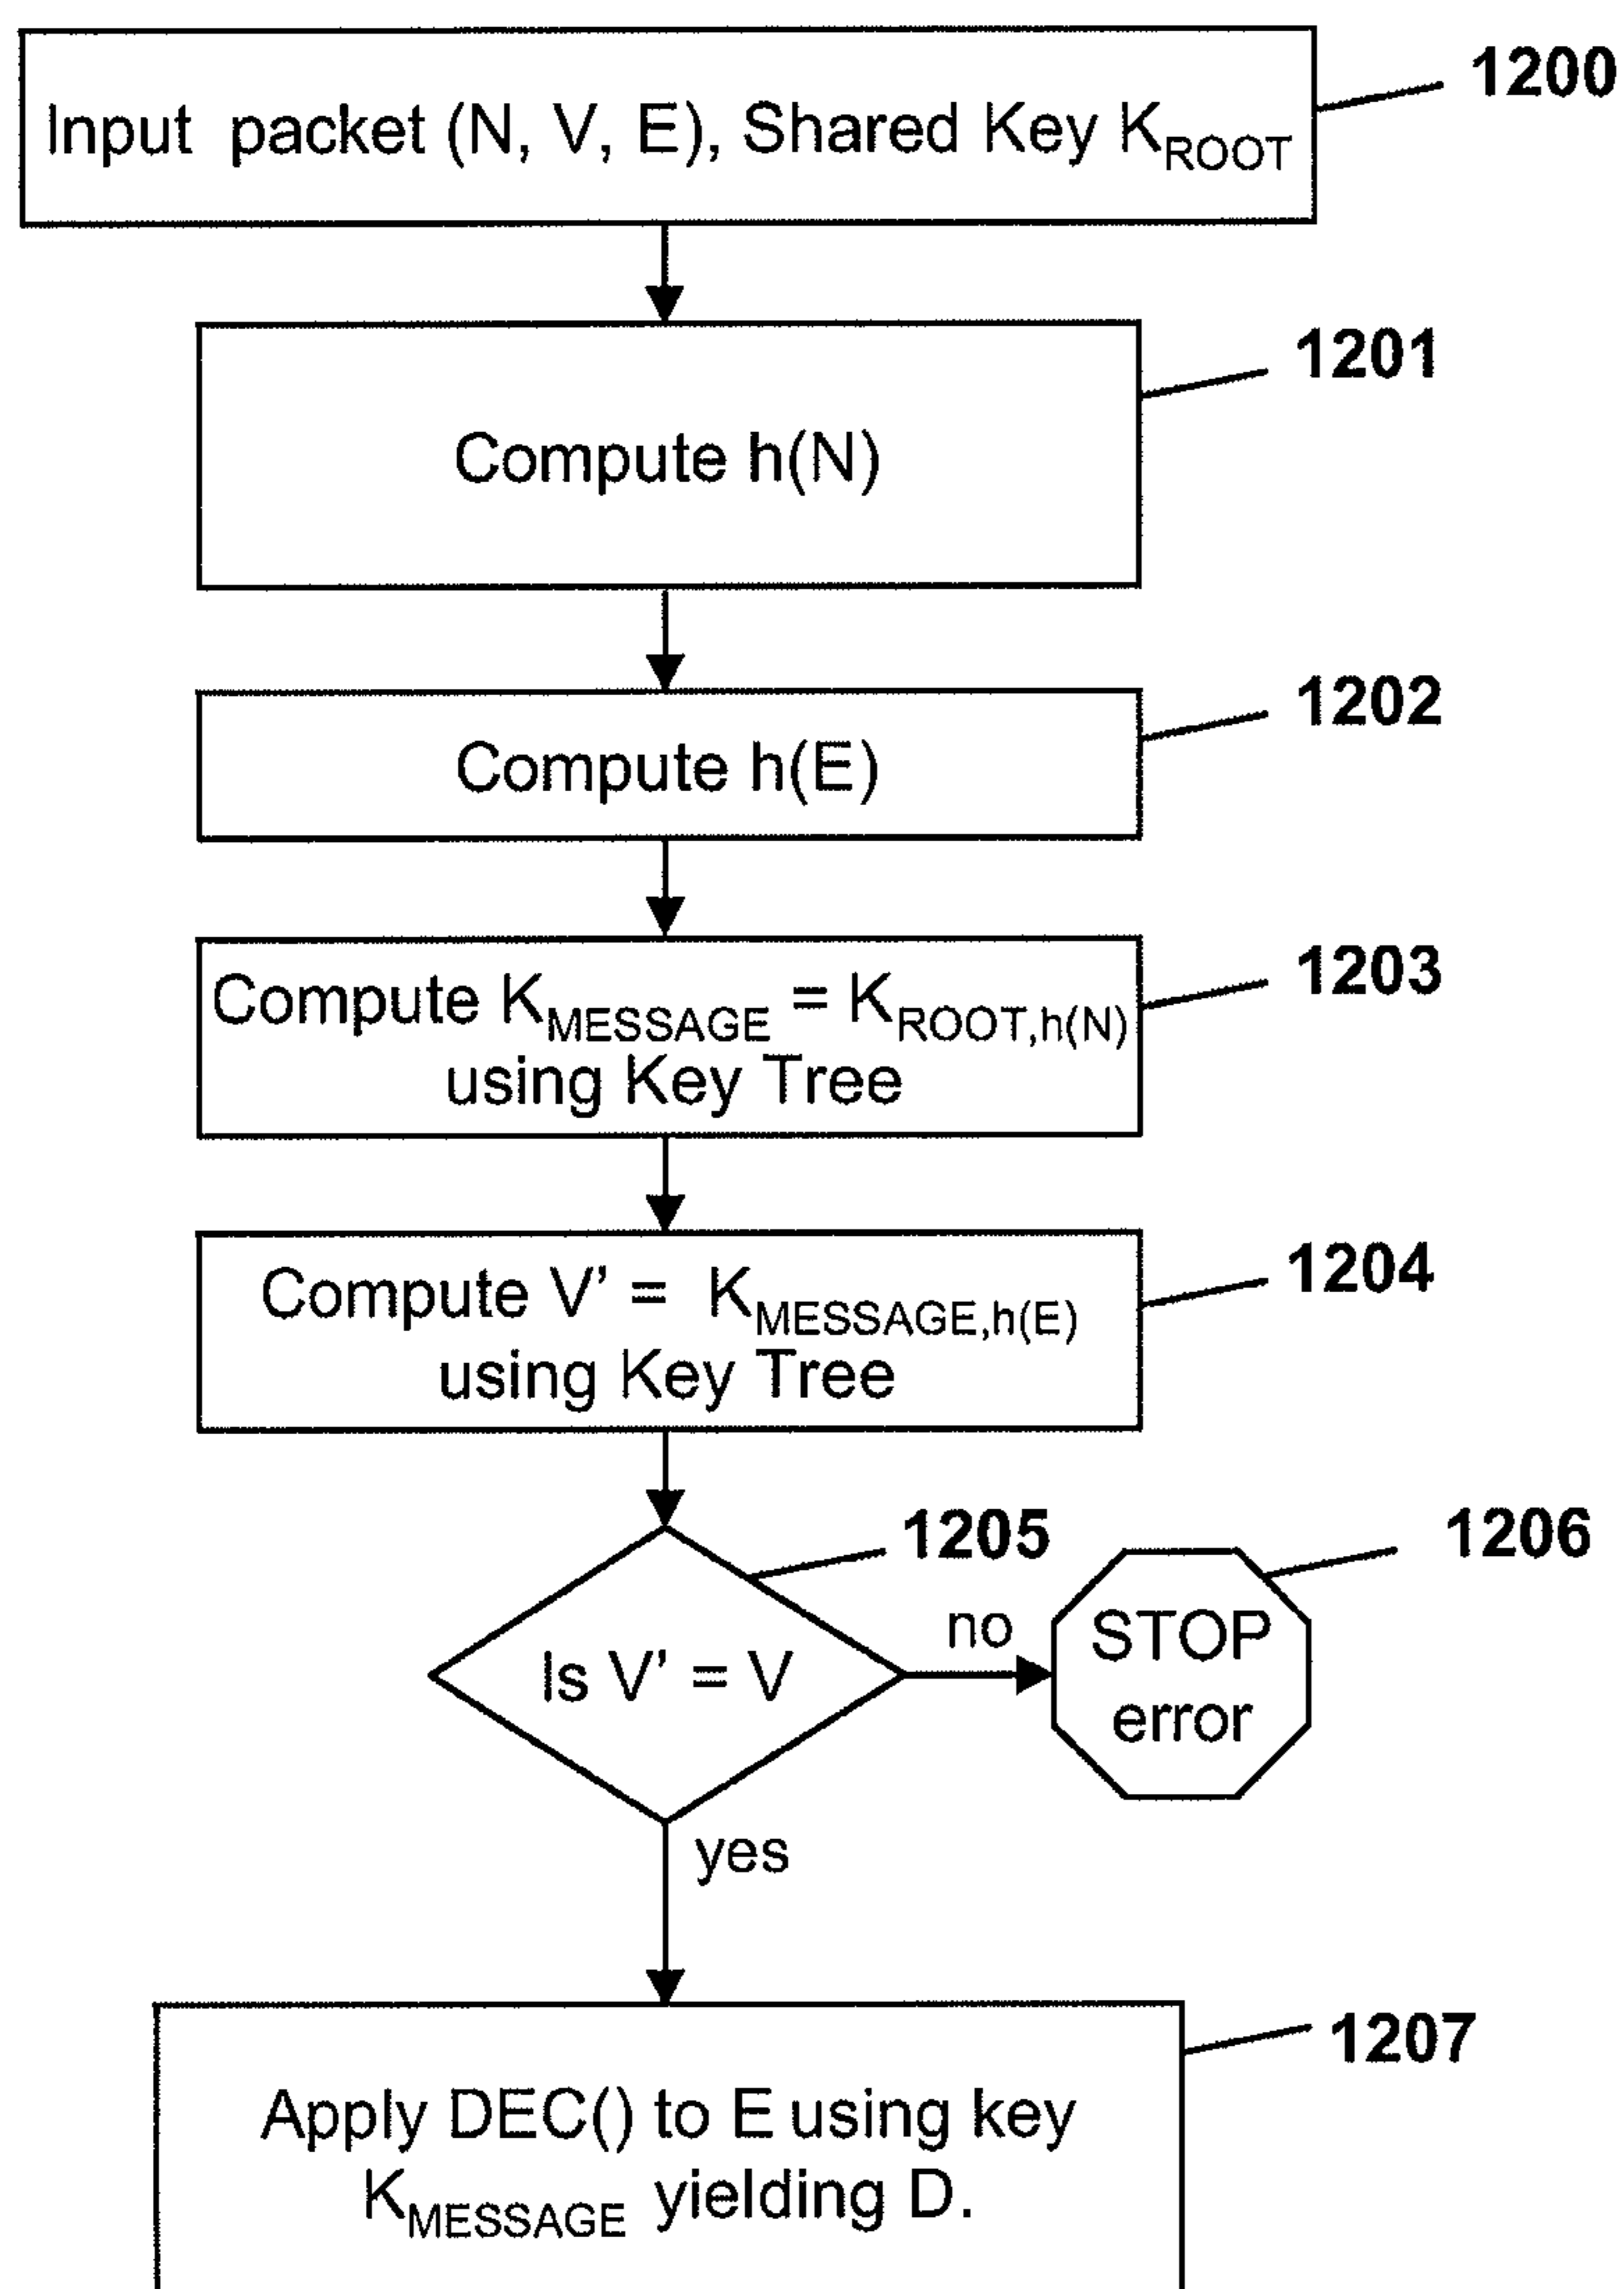 1200
Input packet (N, V, E), Shared Key K_ROOT
1201
Compute h(N)
1202
Compute h(E)
1203
Compute K_MESSAGE = K_ROOT,h(N)
using Key Tree
1204
Compute V' = K_MESSAGE,h(E)
using Key Tree
1205
1206
Is V' = V
no
STOP
error
yes
1207
Apply DEC() to E using key
K_MESSAGE yielding D.